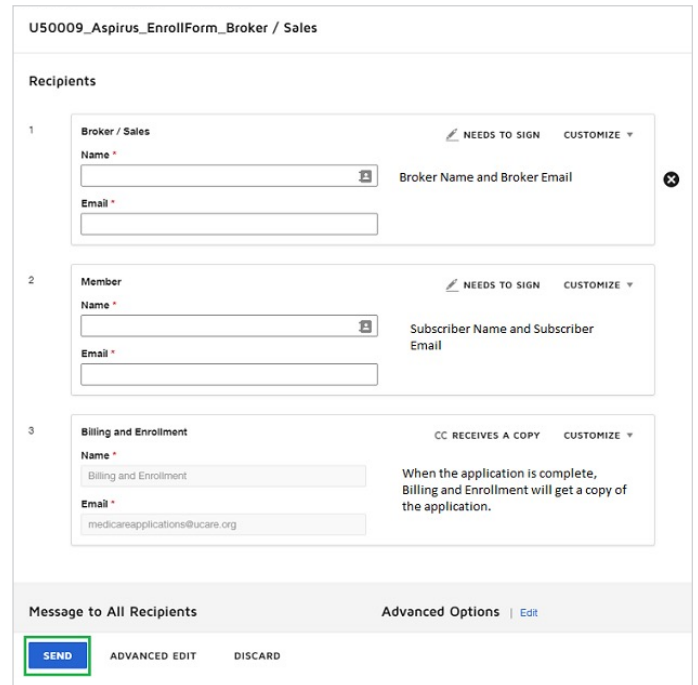 U50009_Aspirus_EnrollForm_Broker / Sales
Recipients
1
Broker / Sales
NEEDS TO SIGN
CUSTOMIZE
Name *
Broker Name and Broker Email
Email *
2
Member
NEEDS TO SIGN
CUSTOMIZE
Name *
Subscriber Name and Subscriber
Email
Email *
3
Billing and Enrollment
CC RECEIVES A COPY
CUSTOMIZE
Name *
Billing and Enrollment
When the application is complete,
Billing and Enrollment will get a copy of
the application.
Email *
medicareapplications@ucare.org
Message to All Recipients
Advanced Options | Edit
SEND
ADVANCED EDIT
DISCARD